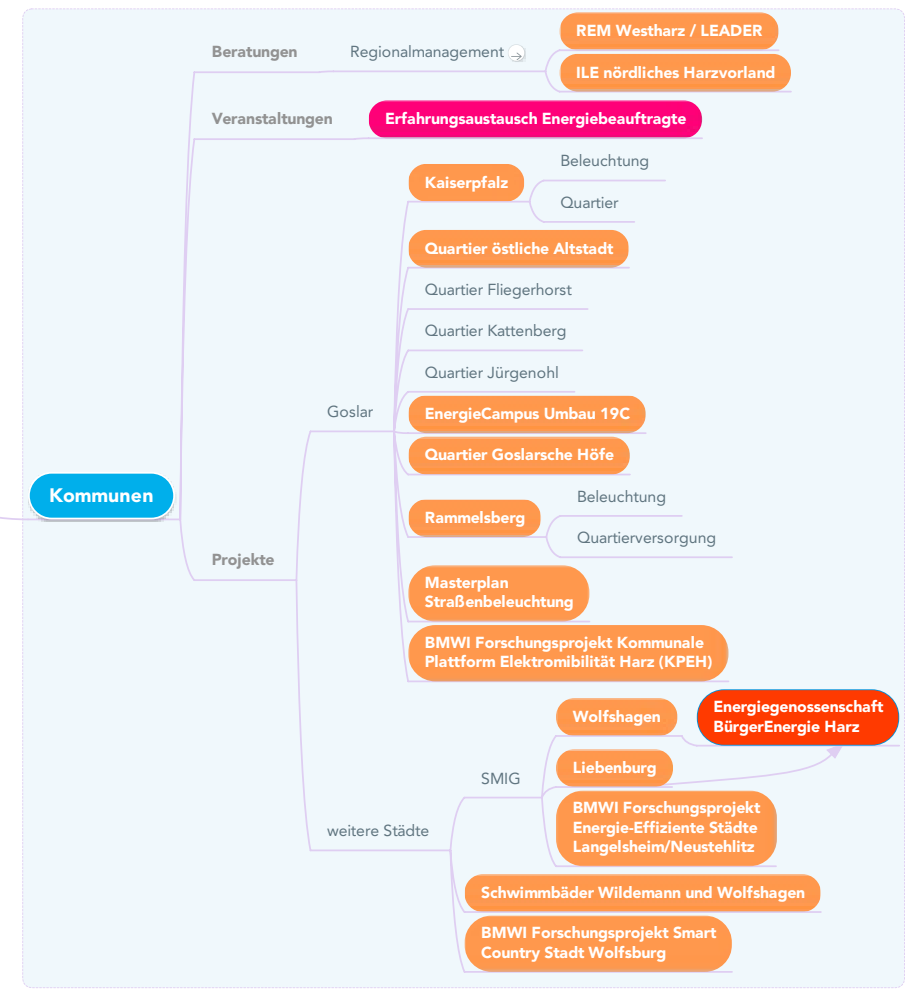 Beratungen
Regionalmanagement
REM Westharz / LEADER
ILE nördliches Harzvorland
Veranstaltungen
Erfahrungsaustausch Energiebeauftragte
Kaiserpfalz
Beleuchtung
Quartier
Quartier östliche Altstadt
Quartier Fliegerhorst
Quartier Kattenberg
Quartier Jürgenohl
Goslar
EnergieCampus Umbau 19C
Quartier Goslarsche Höfe
Kommunen
Rammelsberg
Beleuchtung
Quartierversorgung
Projekte
Masterplan
Straßenbeleuchtung
BMWI Forschungsprojekt Kommunale
Plattform Elektromibilität Harz (KPEH)
Wolfshagen
Energiegenossenschaft
BürgerEnergie Harz
SMIG
Liebenburg
BMWI Forschungsprojekt
Energie-Effiziente Städte
Langelsheim/Neustehlitz
weitere Städte
Schwimmbäder Wildemann und Wolfshagen
BMWI Forschungsprojekt Smart
Country Stadt Wolfsburg